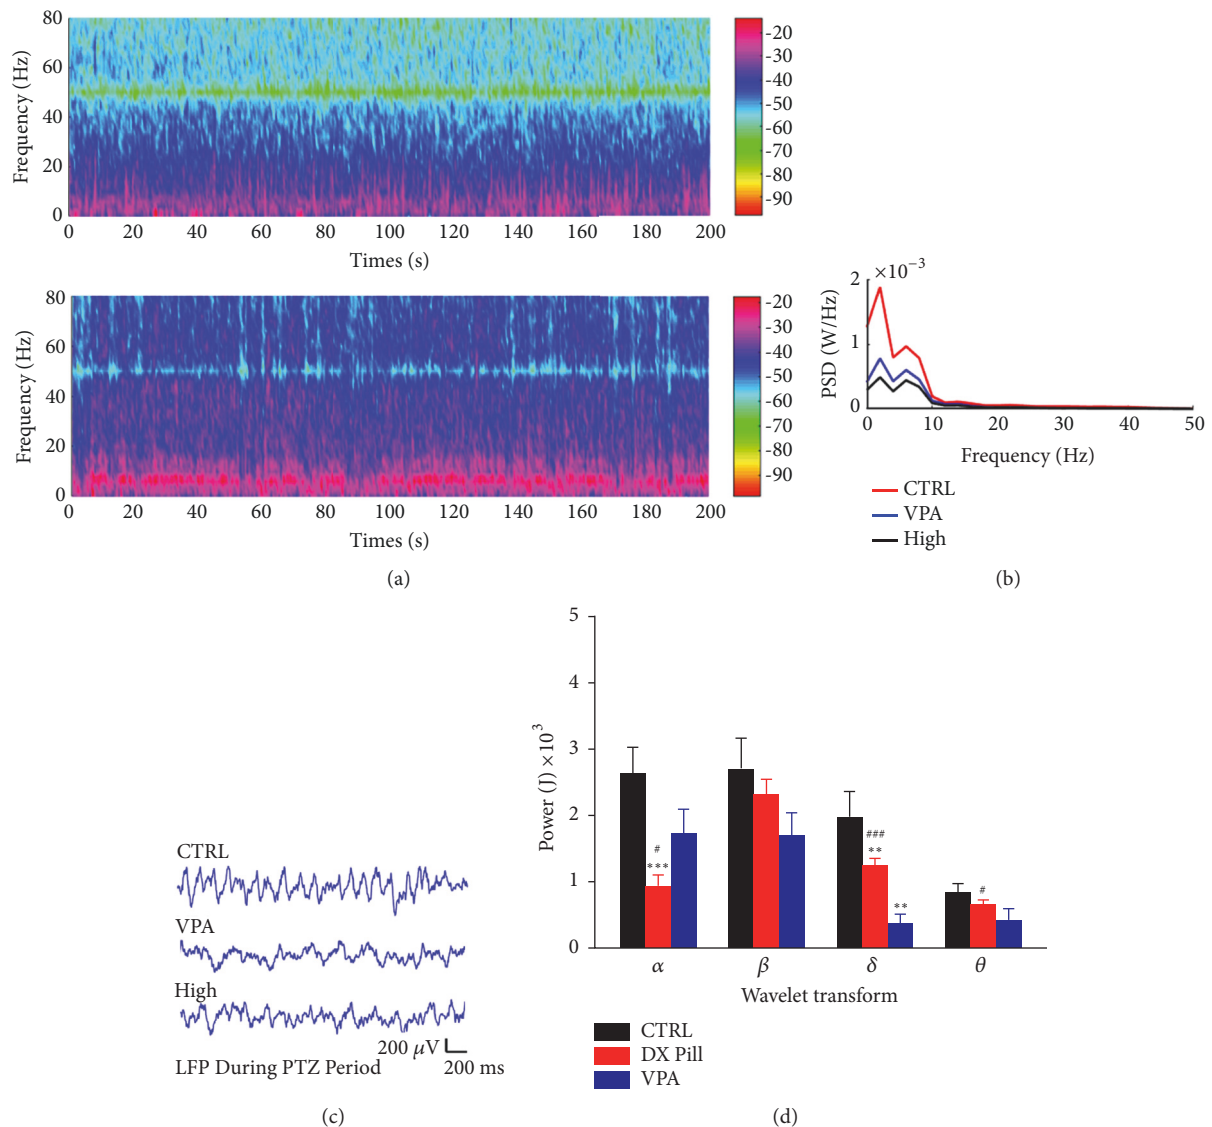 80
60
40
20
0
Frequency (Hz)
0 20 40 60 80 100 120 140 160 180 200
Times (s)
-20
-30
-40
-50
-60
-70
-80
-90
80
60
40
20
0
Frequency (Hz)
0 20 40 60 80 100 120 140 160 180 200
Times (s)
-20
-30
-40
-50
-60
-70
-80
-90
(a)
×10⁻³
2
1
0
PSD (W/Hz)
0 10 20 30 40 50
Frequency (Hz)
CTRL
VPA
High
(b)
CTRL
VPA
High
200 μV
LFP During PTZ Period 200 ms
(c)
5
4
3
2
1
0
Power (J) ×10³
#
***
###
**
**
#
α β δ θ
Wavelet transform
CTRL
DX Pill
VPA
(d)